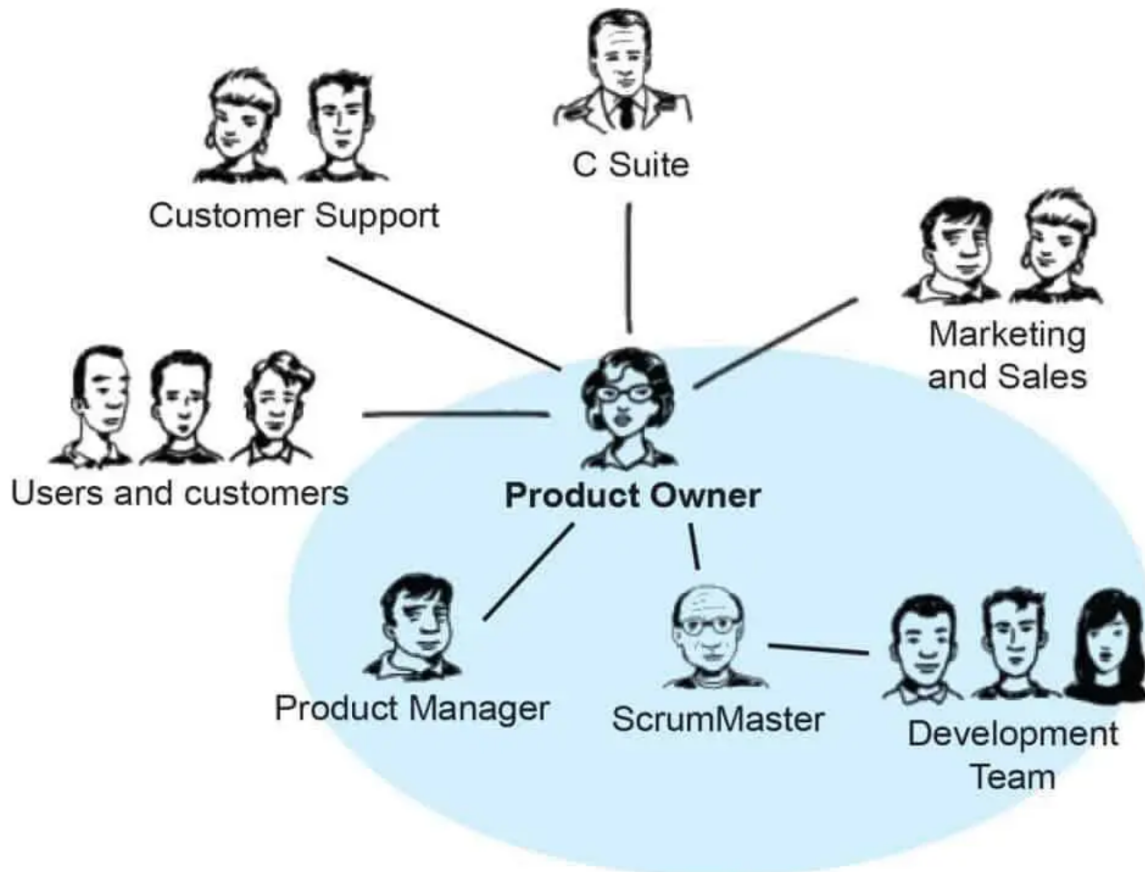 C Suite
Customer Support
Marketing
and Sales
Users and customers
Product Owner
Product Manager
ScrumMaster
Development
Team